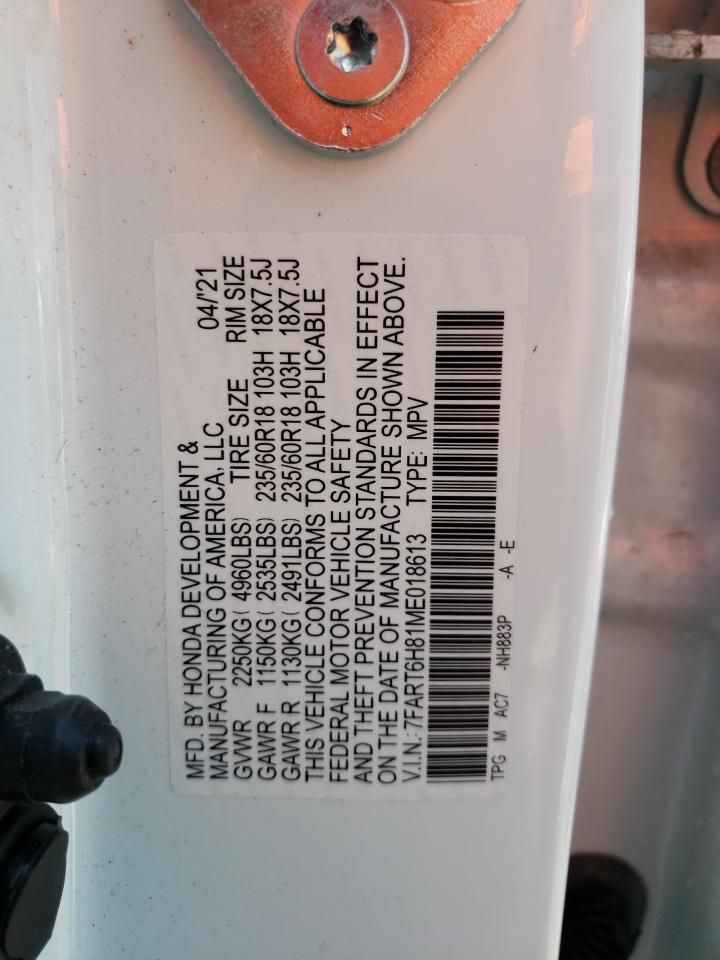 MFD. BY HONDA DEVELOPMENT &
MANUFACTURING OF AMERICA, LLC 04/'21
GVWR 2250KG( 4960LBS) TIRE SIZE RIM SIZE
GAWR F 1150KG( 2535LBS) 235/60R18 103H 18X7.5J
GAWR R 1130KG( 2491LBS) 235/60R18 103H 18X7.5J
THIS VEHICLE CONFORMS TO ALL APPLICABLE
FEDERAL MOTOR VEHICLE SAFETY
AND THEFT PREVENTION STANDARDS IN EFFECT
ON THE DATE OF MANUFACTURE SHOWN ABOVE.
V.I.N.: 7FART6H81ME018613 TYPE: MPV
TPG M AC7 -NH883P -A -E